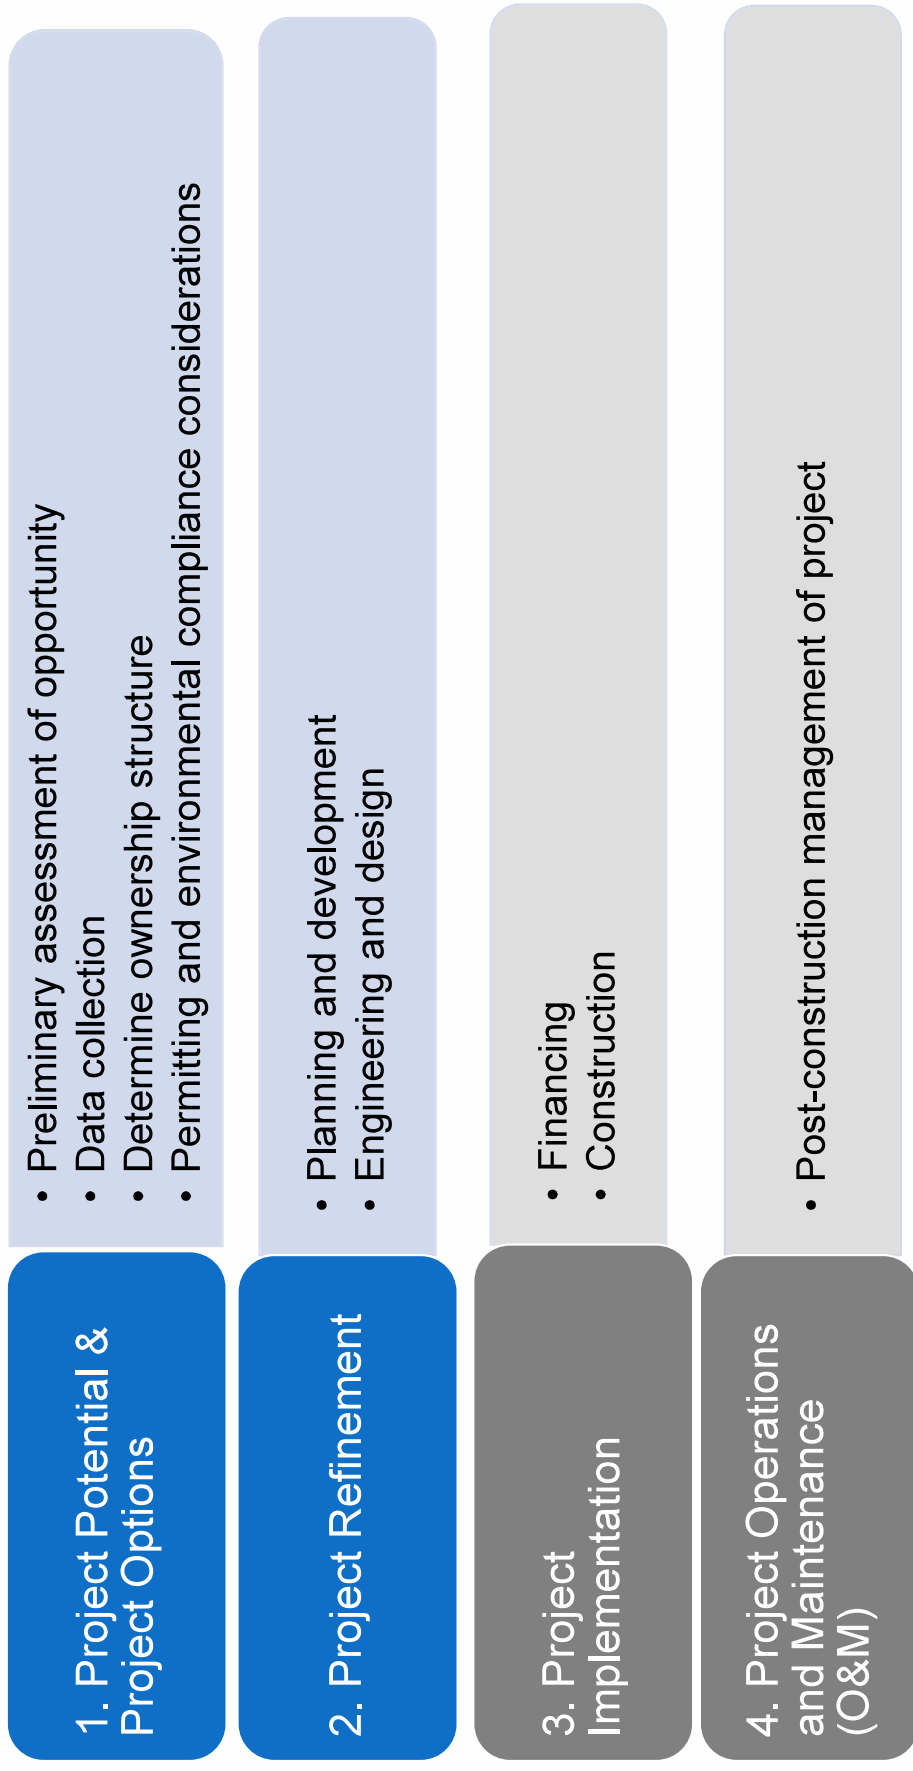 1. Project Potential &
Project Options
• Preliminary assessment of opportunity
• Data collection
• Determine ownership structure
• Permitting and environmental compliance considerations
2. Project Refinement
• Planning and development
• Engineering and design
3. Project
Implementation
• Financing
• Construction
4. Project Operations
and Maintenance
(O&M)
• Post-construction management of project